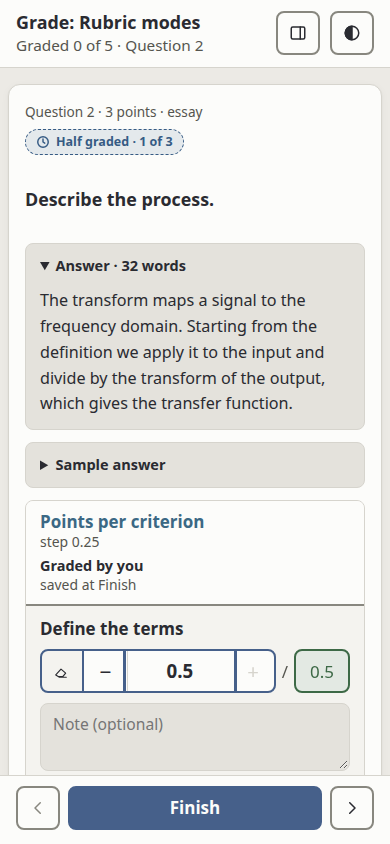 Grade: Rubric modes
Graded 0 of 5 · Question 2
Question 2 · 3 points · essay
Half graded · 1 of 3
Describe the process.
Answer · 32 words
The transform maps a signal to the
frequency domain. Starting from the
definition we apply it to the input and
divide by the transform of the output,
which gives the transfer function.
Sample answer
Points per criterion
step 0.25
Graded by you
saved at Finish
Define the terms
− 0.5 + / 0.5
Note (optional)
Finish